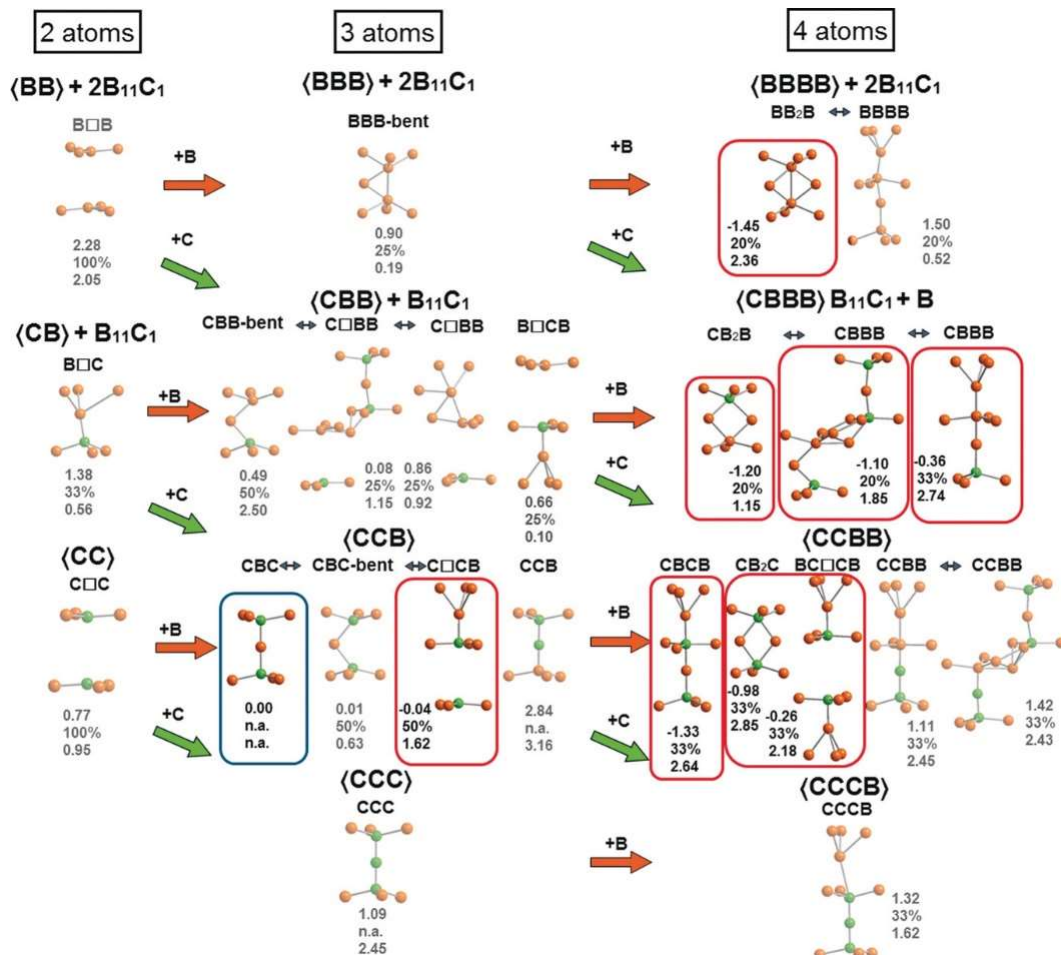 2 atoms
3 atoms
4 atoms
⟨BB⟩ + 2B₁₁C₁
B□B
2.28
100%
2.05
+B
+C
⟨BBB⟩ + 2B₁₁C₁
BBB-bent
0.90
25%
0.19
+B
+C
⟨BBBB⟩ + 2B₁₁C₁
BB₂B ↔ BBBB
-1.45
20%
2.36
1.50
20%
0.52
⟨CB⟩ + B₁₁C₁
B□C
1.38
33%
0.56
+B
+C
⟨CBB⟩ + B₁₁C₁
CBB-bent ↔ C□BB ↔ C□BB B□CB
0.49
50%
2.50
0.08
25%
1.15
0.86
25%
0.92
0.66
25%
0.10
+B
+C
⟨CBBB⟩ B₁₁C₁ + B
CB₂B ↔ CBBB ↔ CBBB
-1.20
20%
1.15
-1.10
20%
1.85
-0.36
33%
2.74
⟨CC⟩
C□C
0.77
100%
0.95
+B
+C
⟨CCB⟩
CBC ↔ CBC-bent ↔ C□CB CCB
0.00
n.a.
n.a.
0.01
50%
0.63
-0.04
50%
1.62
2.84
n.a.
3.16
+B
+C
⟨CCBB⟩
CBCB CB₂C BC□CB CCBB ↔ CCBB
-1.33
33%
2.64
-0.98
33%
2.85
-0.26
33%
2.18
1.11
33%
2.45
1.42
33%
2.43
⟨CCC⟩
CCC
1.09
n.a.
2.45
+B
⟨CCCB⟩
CCCB
1.32
33%
1.62